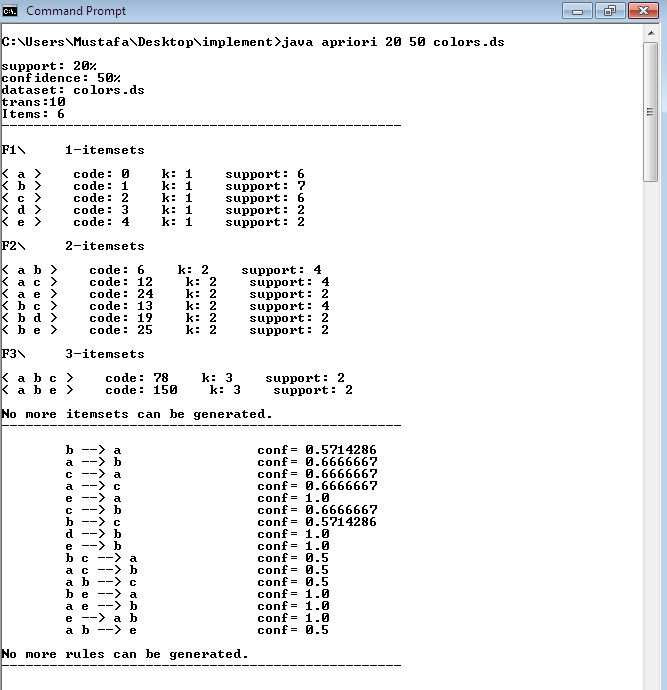 Command Prompt
C:\Users\Mustafa\Desktop\implement>java apriori 20 50 colors.ds
support: 20%
confidence: 50%
dataset: colors.ds
trans:10
Items: 6
--------------------------------------------------
F1\     1-itemsets
< a >    code: 0    k: 1    support: 6
< b >    code: 1    k: 1    support: 7
< c >    code: 2    k: 1    support: 6
< d >    code: 3    k: 1    support: 2
< e >    code: 4    k: 1    support: 2
F2\     2-itemsets
< a b >    code: 6    k: 2    support: 4
< a c >    code: 12    k: 2    support: 4
< a e >    code: 24    k: 2    support: 2
< b c >    code: 13    k: 2    support: 4
< b d >    code: 19    k: 2    support: 2
< b e >    code: 25    k: 2    support: 2
F3\     3-itemsets
< a b c >    code: 78    k: 3    support: 2
< a b e >    code: 150    k: 3    support: 2
No more itemsets can be generated.
--------------------------------------------------
b --> a                 conf= 0.5714286
a --> b                 conf= 0.6666667
c --> a                 conf= 0.6666667
a --> c                 conf= 0.6666667
e --> a                 conf= 1.0
c --> b                 conf= 0.6666667
b --> c                 conf= 0.5714286
d --> b                 conf= 1.0
e --> b                 conf= 1.0
b c --> a               conf= 0.5
a c --> b               conf= 0.5
a b --> c               conf= 0.5
b e --> a               conf= 1.0
a e --> b               conf= 1.0
e --> a b               conf= 1.0
a b --> e               conf= 0.5
No more rules can be generated.
--------------------------------------------------